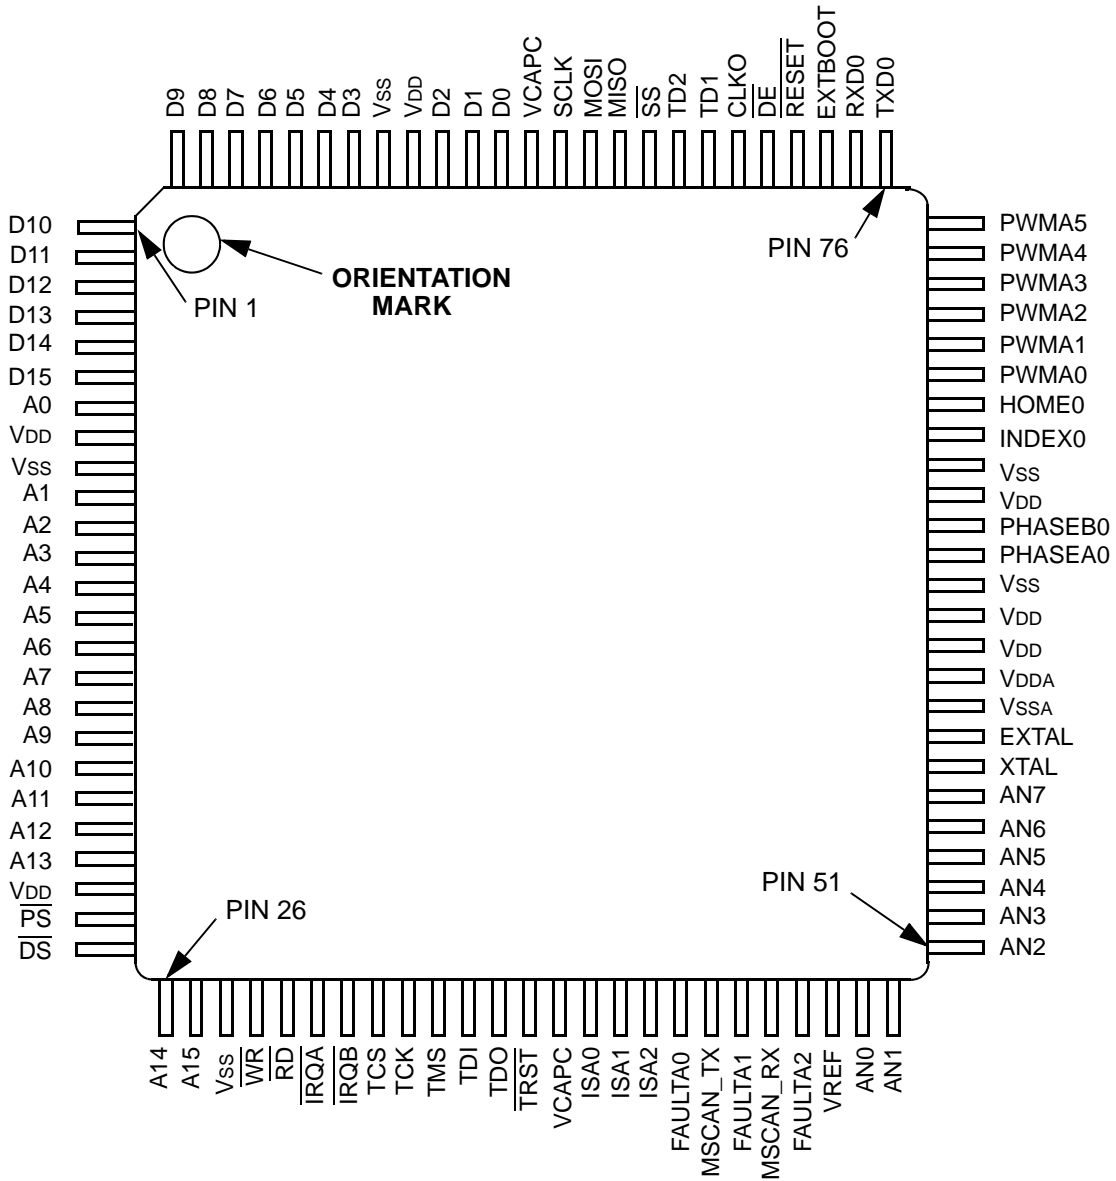 D9
D8
D7
D6
D5
D4
D3
VSS
VDD
D2
D1
D0
VCAPC
SCLK
MOSI
MISO
SS
TD2
TD1
CLKO
DE
RESET
EXTBOOT
RXD0
TXD0
D10
D11
D12
D13
D14
D15
A0
VDD
VSS
A1
A2
A3
A4
A5
A6
A7
A8
A9
A10
A11
A12
A13
VDD
PS
DS
PIN 1
ORIENTATION
MARK
PIN 76
PIN 26
PIN 51
PWMA5
PWMA4
PWMA3
PWMA2
PWMA1
PWMA0
HOME0
INDEX0
VSS
VDD
PHASEB0
PHASEA0
VSS
VDD
VDD
VDDA
VSSA
EXTAL
XTAL
AN7
AN6
AN5
AN4
AN3
AN2
A14
A15
VSS
WR
RD
IRQA
IRQB
TCS
TCK
TMS
TDI
TDO
TRST
VCAPC
ISA0
ISA1
ISA2
FAULTA0
MSCAN_TX
FAULTA1
MSCAN_RX
FAULTA2
VREF
AN0
AN1